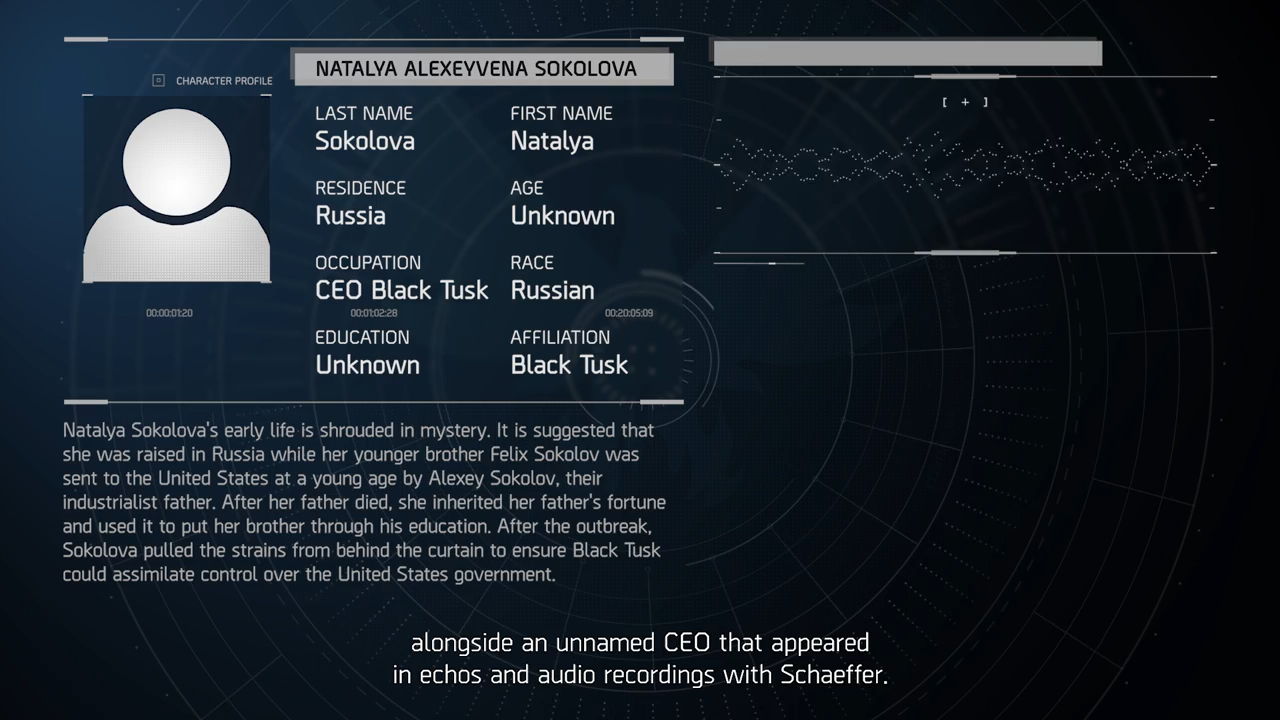 NATALYA ALEXEYVENA SOKOLOVA
CHARACTER PROFILE
LAST NAME
Sokolova
FIRST NAME
Natalya
RESIDENCE
Russia
AGE
Unknown
OCCUPATION
CEO Black Tusk
RACE
Russian
00:00:01:20
00:01:02:28
00:20:05:09
EDUCATION
Unknown
AFFILIATION
Black Tusk
[ + ]
Natalya Sokolova's early life is shrouded in mystery. It is suggested that
she was raised in Russia while her younger brother Felix Sokolov was
sent to the United States at a young age by Alexey Sokolov, their
industrialist father. After her father died, she inherited her father's fortune
and used it to put her brother through his education. After the outbreak,
Sokolova pulled the strains from behind the curtain to ensure Black Tusk
could assimilate control over the United States government.
alongside an unnamed CEO that appeared
in echos and audio recordings with Schaeffer.